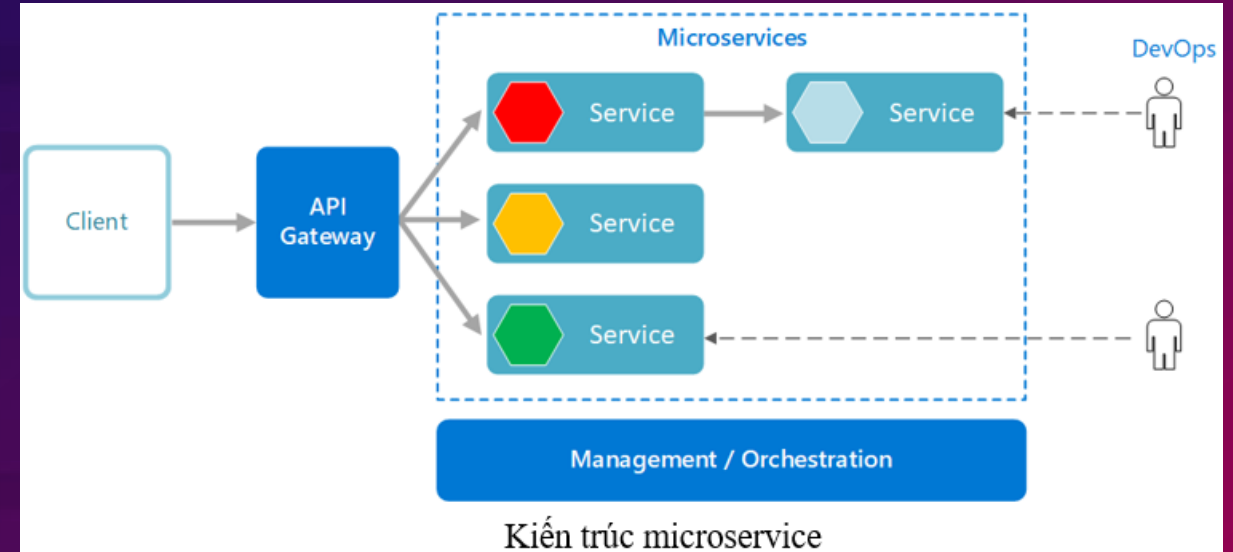 Microservices
DevOps
Service
Service
Client
API
Gateway
Service
Service
Management / Orchestration
Kiến trúc microservice